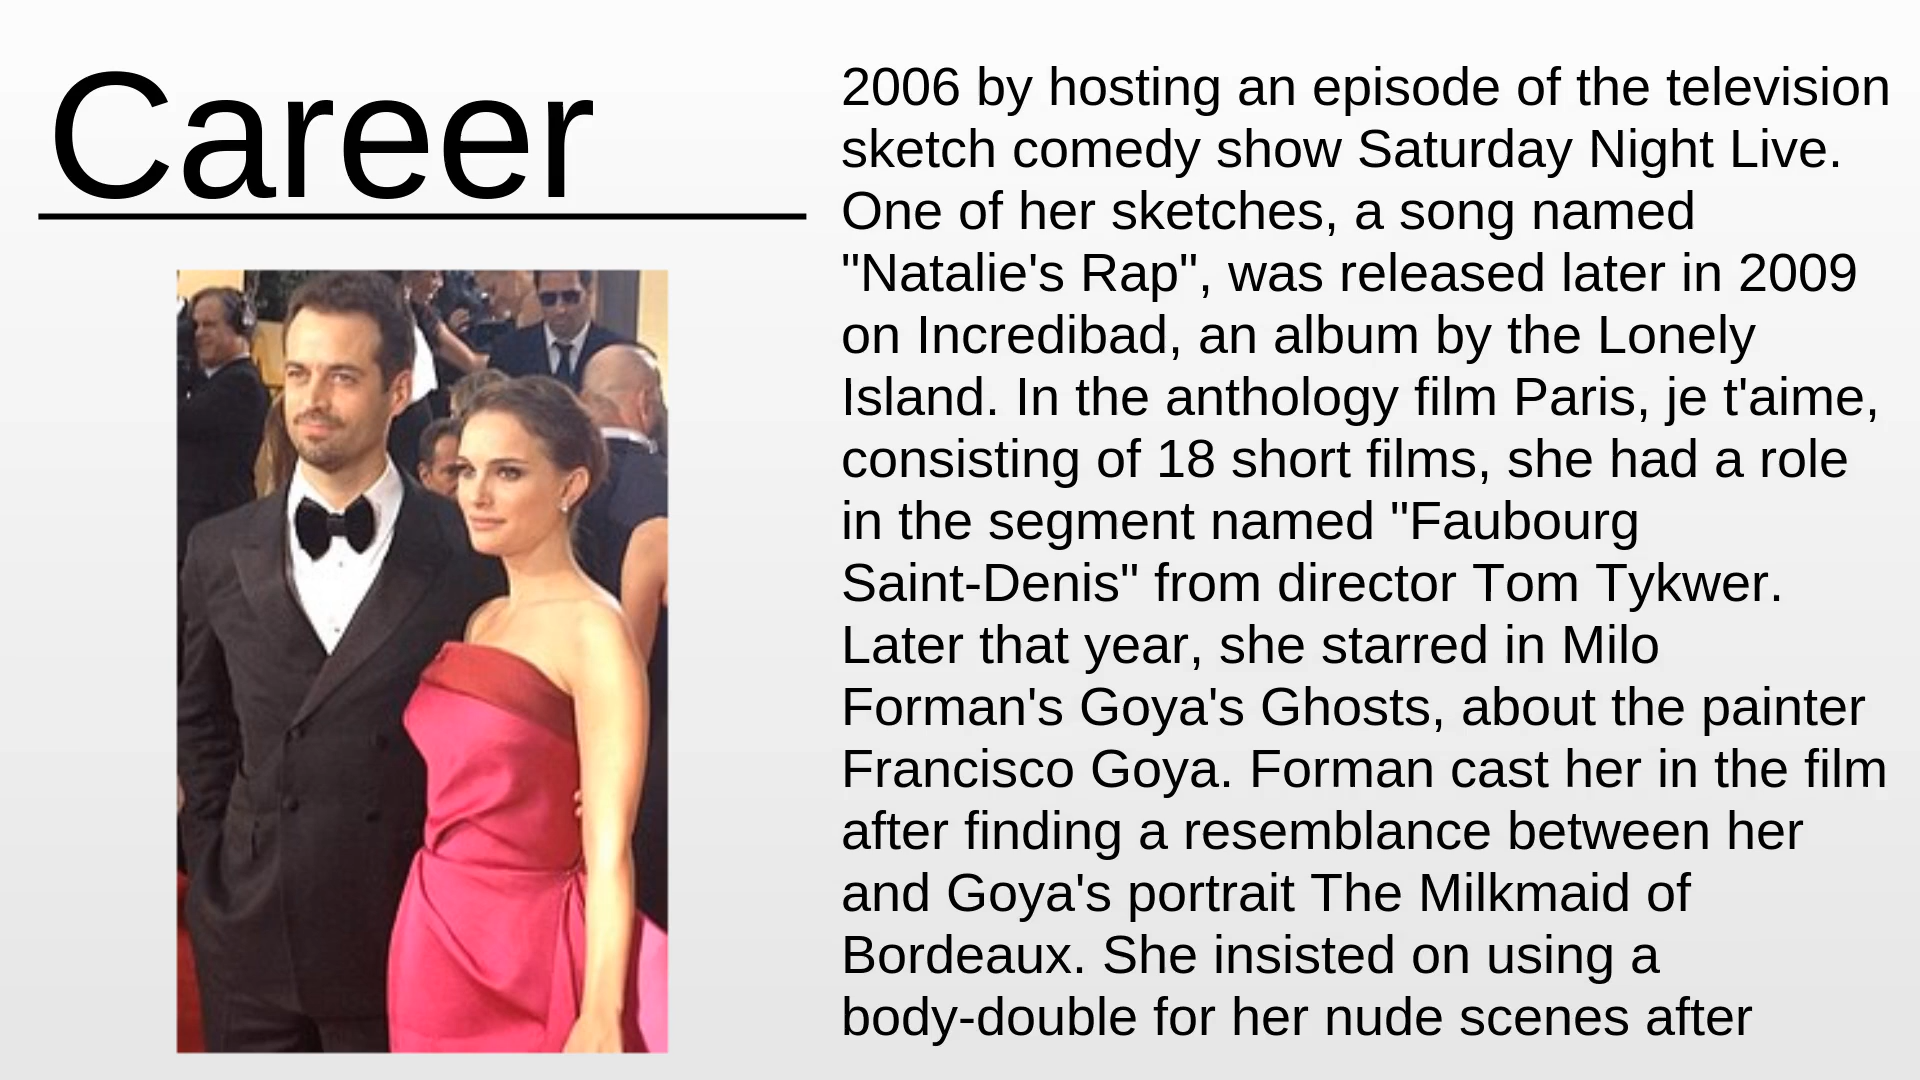 Career
2006 by hosting an episode of the television
sketch comedy show Saturday Night Live.
One of her sketches, a song named
"Natalie's Rap", was released later in 2009
on Incredibad, an album by the Lonely
Island. In the anthology film Paris, je t'aime,
consisting of 18 short films, she had a role
in the segment named "Faubourg
Saint-Denis" from director Tom Tykwer.
Later that year, she starred in Milo
Forman's Goya's Ghosts, about the painter
Francisco Goya. Forman cast her in the film
after finding a resemblance between her
and Goya's portrait The Milkmaid of
Bordeaux. She insisted on using a
body-double for her nude scenes after